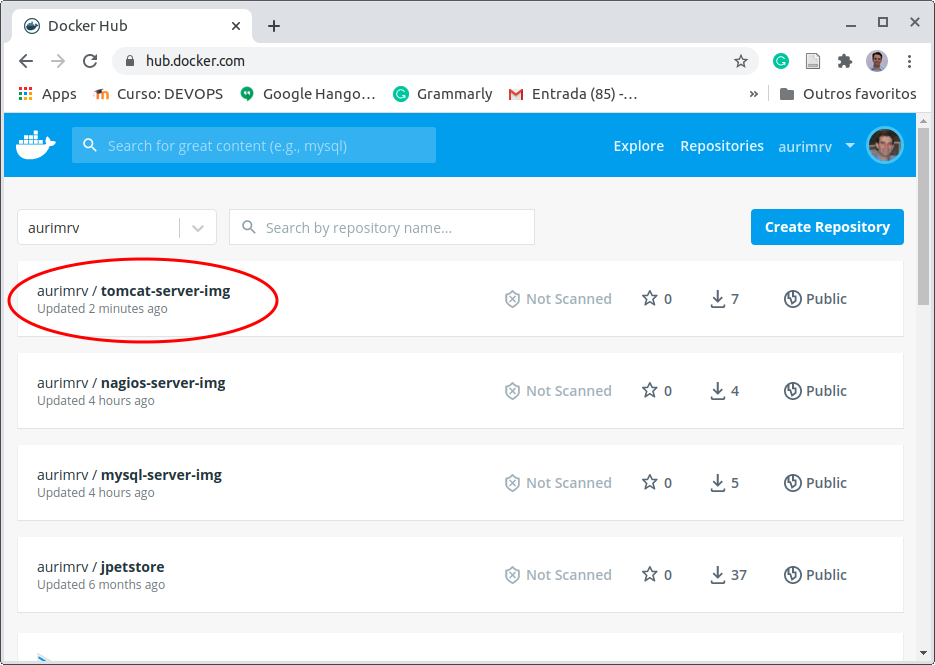 Docker Hub
hub.docker.com
Apps Curso: DEVOPS Google Hango... Grammarly Entrada (85) -... » Outros favoritos
Search for great content (e.g., mysql) Explore Repositories aurimrv
aurimrv Search by repository name... Create Repository
aurimrv / tomcat-server-img Not Scanned 0 7 Public
Updated 2 minutes ago
aurimrv / nagios-server-img Not Scanned 0 4 Public
Updated 4 hours ago
aurimrv / mysql-server-img Not Scanned 0 5 Public
Updated 4 hours ago
aurimrv / jpetstore Not Scanned 0 37 Public
Updated 6 months ago